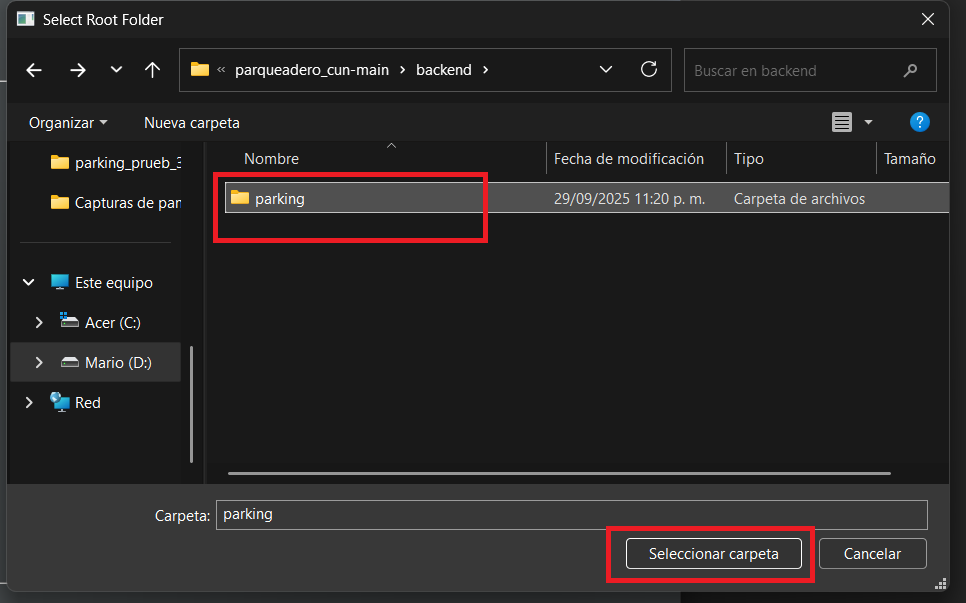 Select Root Folder
« parqueadero_cun-main > backend >
Buscar en backend
Organizar
Nueva carpeta
?
Nombre
Fecha de modificación
Tipo
Tamaño
parking_prueb_3
parking
29/09/2025 11:20 p. m.
Carpeta de archivos
Capturas de pan
Este equipo
Acer (C:)
Mario (D:)
Red
Carpeta:
parking
Seleccionar carpeta
Cancelar